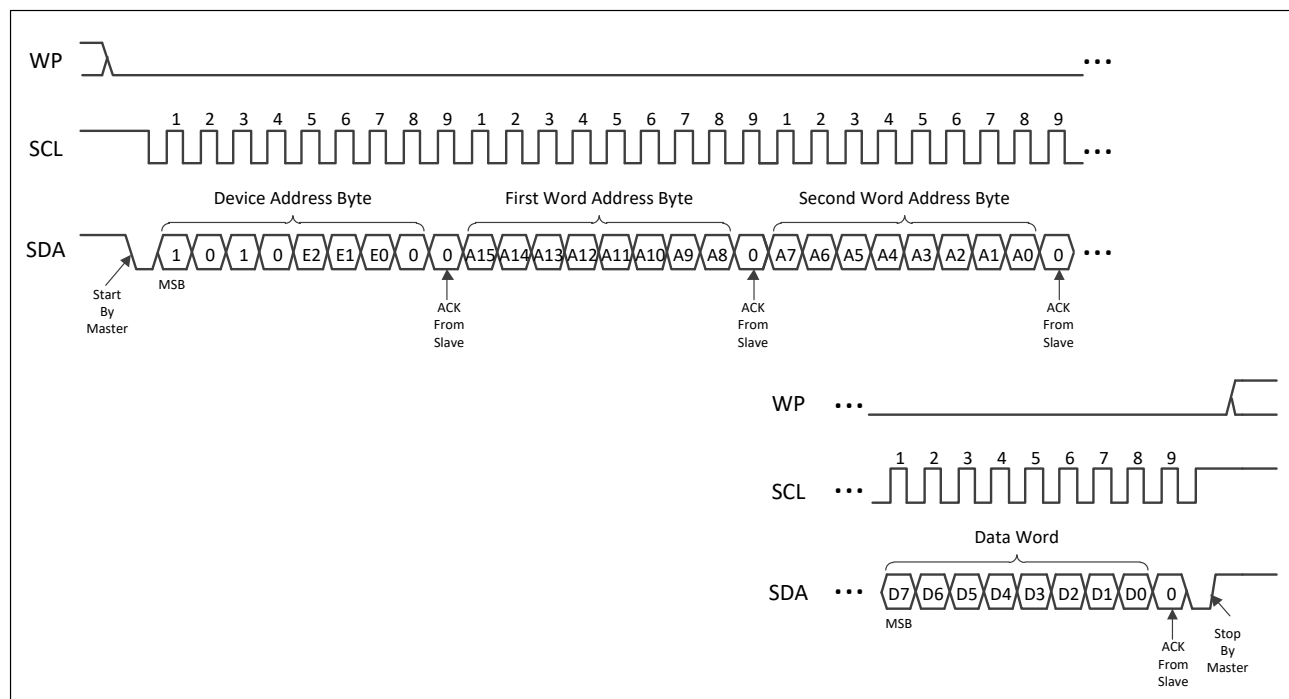 WP •••
1 2 3 4 5 6 7 8 9 1 2 3 4 5 6 7 8 9 1 2 3 4 5 6 7 8 9
SCL •••
Device Address Byte First Word Address Byte Second Word Address Byte
SDA 1 0 1 0 E2 E1 E0 0 0 A15 A14 A13 A12 A11 A10 A9 A8 0 A7 A6 A5 A4 A3 A2 A1 A0 0 •••
MSB
Start
By
Master
ACK
From
Slave
ACK
From
Slave
ACK
From
Slave
WP •••
1 2 3 4 5 6 7 8 9
SCL •••
Data Word
SDA ••• D7 D6 D5 D4 D3 D2 D1 D0 0
MSB
ACK
From
Slave
Stop
By
Master